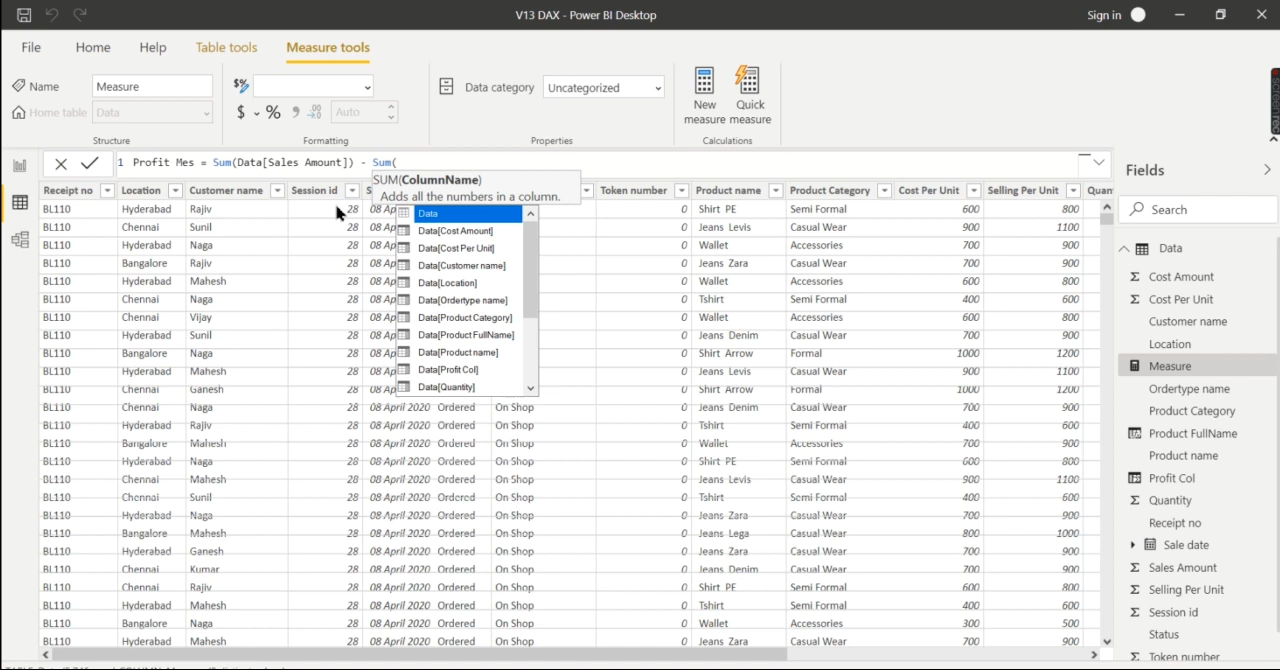 V13 DAX - Power BI Desktop
Sign in
File Home Help Table tools Measure tools
Name Measure
Home table Data
$% 
$ % 9 .00 Auto
Data category Uncategorized
New measure Quick measure
Structure Formatting Properties Calculations
1 Profit Mes = Sum(Data[Sales Amount]) - Sum(
SUM(ColumnName)
Adds all the numbers in a column.
Data
Data[Cost Amount]
Data[Cost Per Unit]
Data[Customer name]
Data[Location]
Data[Ordertype name]
Data[Product Category]
Data[Product FullName]
Data[Product name]
Data[Profit Col]
Data[Quantity]
Receipt no Location Customer name Session id S Token number Product name Product Category Cost Per Unit Selling Per Unit Quan
BL110 Hyderabad Rajiv 28 08 Ap 0 Shirt PE Semi Formal 600 800
BL110 Chennai Sunil 28 08 Ap 0 Jeans Levis Casual Wear 900 1100
BL110 Hyderabad Naga 28 08 Ap 0 Wallet Accessories 700 900
BL110 Bangalore Rajiv 28 08 Ap 0 Jeans Zara Casual Wear 700 900
BL110 Hyderabad Mahesh 28 08 Ap 0 Wallet Accessories 600 800
BL110 Chennai Naga 28 08 Ap 0 Tshirt Semi Formal 400 600
BL110 Chennai Vijay 28 08 Ap 0 Wallet Accessories 600 800
BL110 Hyderabad Sunil 28 08 Ap 0 Jeans Denim Casual Wear 700 900
BL110 Bangalore Naga 28 08 Ap 0 Shirt Arrow Formal 1000 1200
BL110 Hyderabad Mahesh 28 08 Ap 0 Jeans Levis Casual Wear 900 1100
BL110 Chennai Ganesh 28 08 Ap 0 Shirt Arrow Formal 1000 1200
BL110 Chennai Naga 28 08 April 2020 Ordered On Shop 0 Jeans Denim Casual Wear 700 900
BL110 Hyderabad Rajiv 28 08 April 2020 Ordered On Shop 0 Tshirt Semi Formal 400 600
BL110 Bangalore Mahesh 28 08 April 2020 Ordered On Shop 0 Wallet Accessories 700 900
BL110 Hyderabad Naga 28 08 April 2020 Ordered On Shop 0 Shirt PE Semi Formal 600 800
BL110 Chennai Mahesh 28 08 April 2020 Ordered On Shop 0 Jeans Levis Casual Wear 900 1100
BL110 Chennai Sunil 28 08 April 2020 Ordered On Shop 0 Tshirt Semi Formal 400 600
BL110 Hyderabad Naga 28 08 April 2020 Ordered On Shop 0 Jeans Zara Casual Wear 700 900
BL110 Bangalore Mahesh 28 08 April 2020 Ordered On Shop 0 Jeans Lega Casual Wear 800 1000
BL110 Hyderabad Ganesh 28 08 April 2020 Ordered On Shop 0 Jeans Zara Casual Wear 700 900
BL110 Chennai Kumar 28 08 April 2020 Ordered On Shop 0 Jeans Denim Casual Wear 700 900
BL110 Chennai Rajiv 28 08 April 2020 Ordered On Shop 0 Shirt PE Semi Formal 600 800
BL110 Hyderabad Mahesh 28 08 April 2020 Ordered On Shop 0 Tshirt Semi Formal 400 600
BL110 Bangalore Naga 28 08 April 2020 Ordered On Shop 0 Wallet Accessories 300 500
BL110 Hyderabad Mahesh 28 08 April 2020 Ordered On Shop 0 Jeans Zara Casual Wear 700 900
Fields
Search
Data
Cost Amount
Cost Per Unit
Customer name
Location
Measure
Ordertype name
Product Category
Product FullName
Product name
Profit Col
Quantity
Receipt no
Sale date
Sales Amount
Selling Per Unit
Session id
Status
Token number